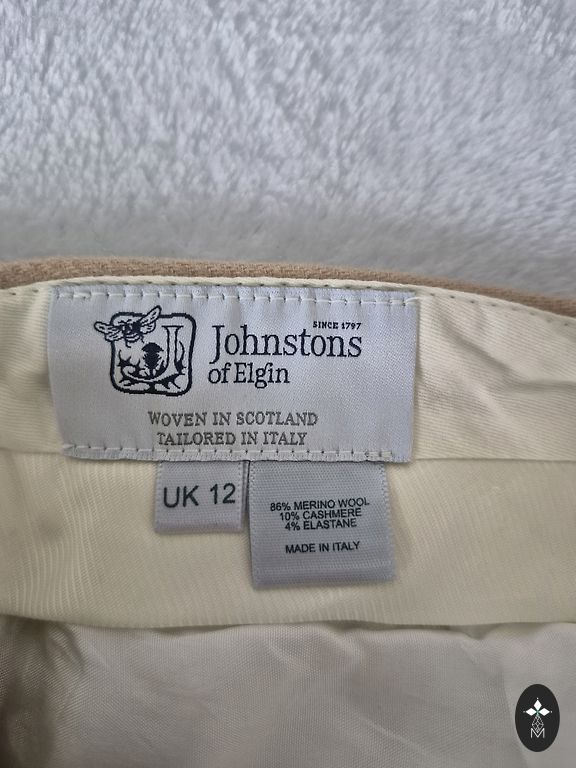 SINCE 1797
Johnstons
of Elgin
WOVEN IN SCOTLAND
TAILORED IN ITALY
UK 12
86% MERINO WOOL
10% CASHMERE
4% ELASTANE
MADE IN ITALY